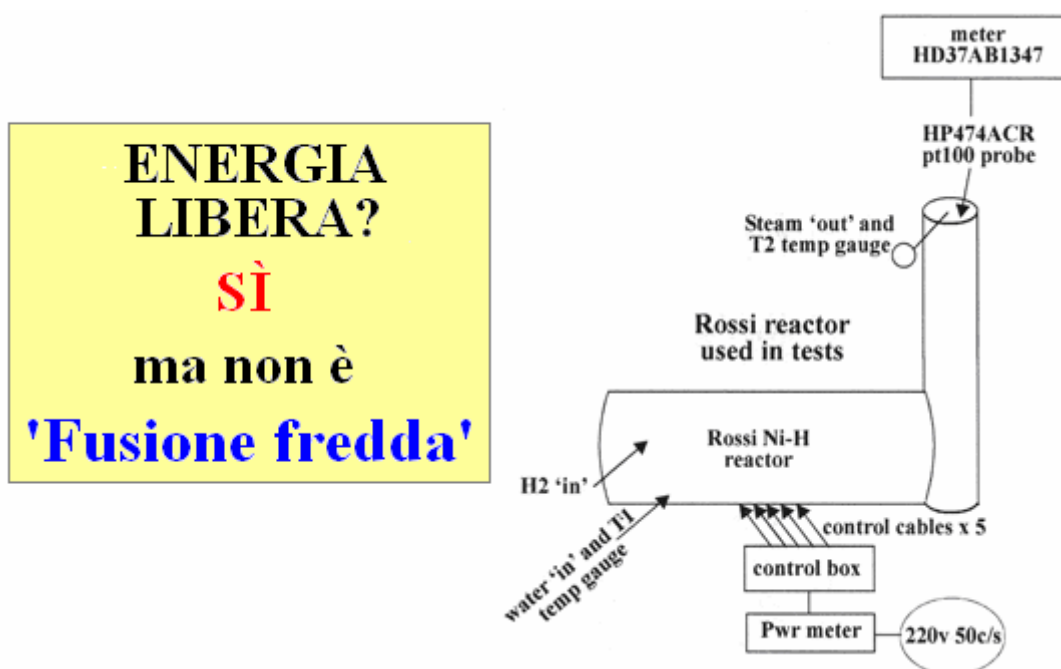 ENERGIA
LIBERA?
SÌ
ma non è
'Fusione fredda'
meter
HD37AB1347
HP474ACR
pt100 probe
Steam 'out' and
T2 temp gauge
Rossi reactor
used in tests
Rossi Ni-H
reactor
H2 'in'
water 'in' and T1
temp gauge
control cables x 5
control box
Pwr meter
220v 50c/s